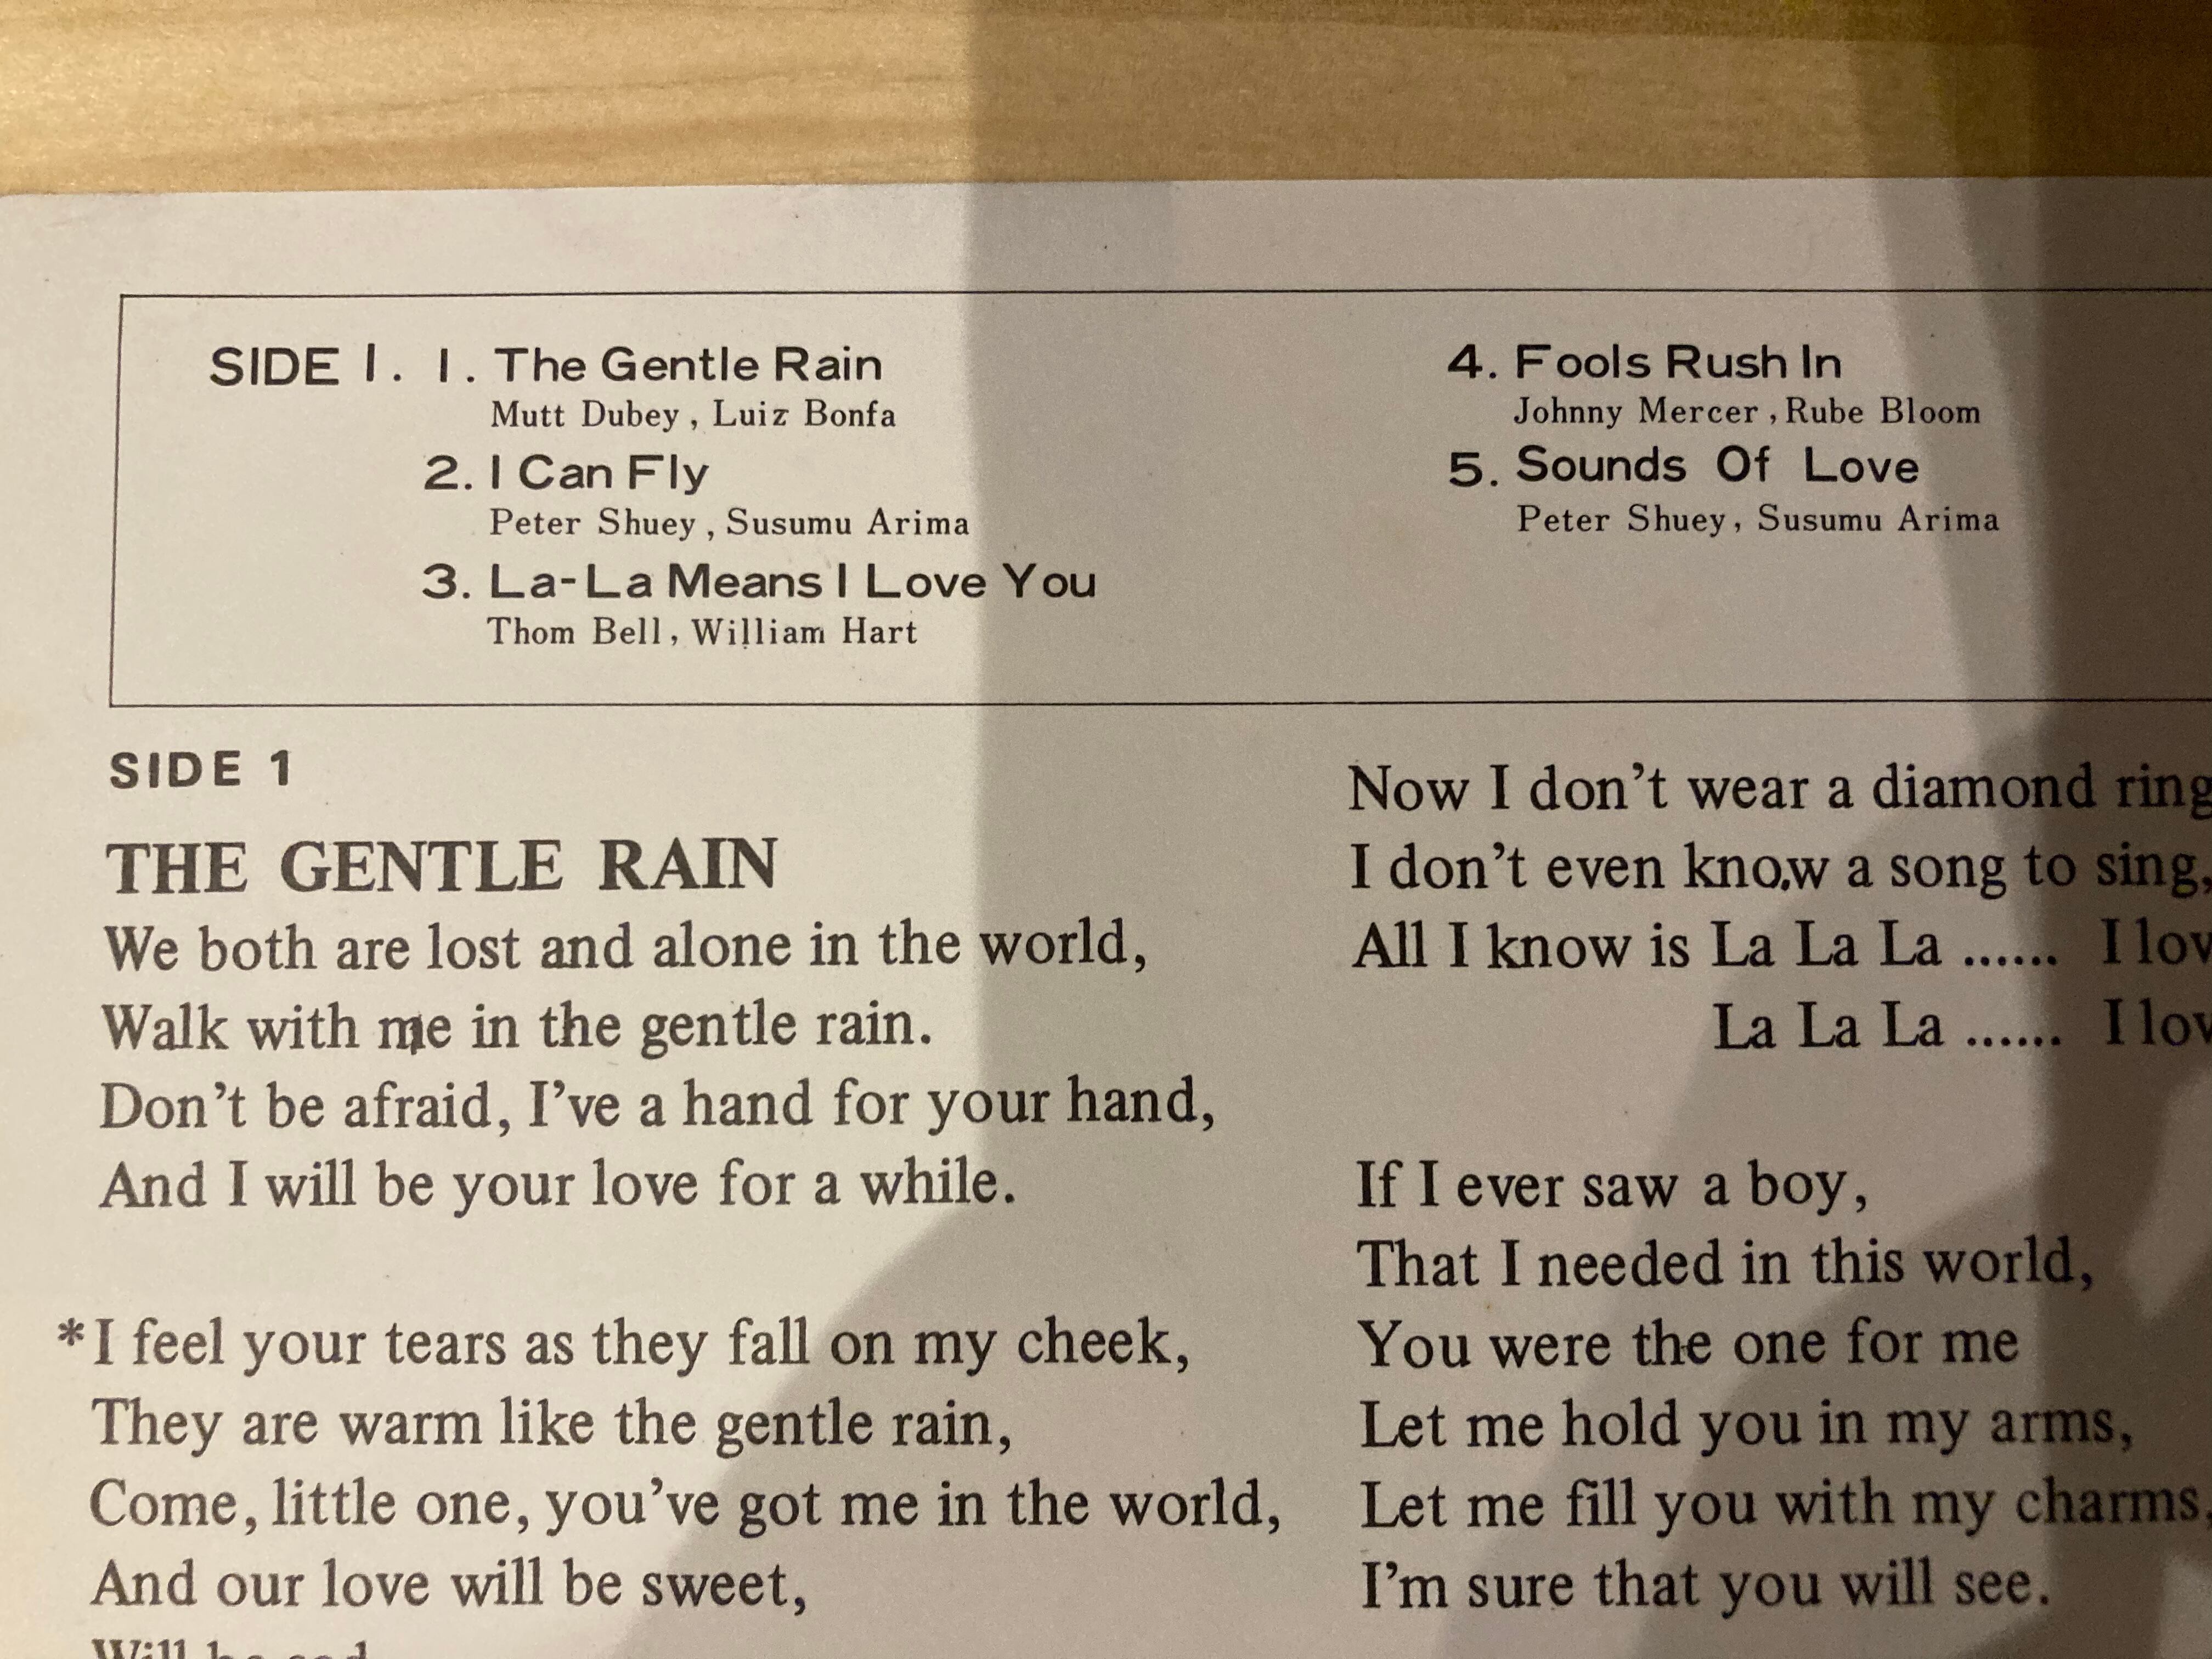 SIDE 1. 1. The Gentle Rain
Mutt Dubey, Luiz Bonfa
2. I Can Fly
Peter Shuey, Susumu Arima
3. La-La Means I Love You
Thom Bell, William Hart
4. Fools Rush In
Johnny Mercer, Rube Bloom
5. Sounds Of Love
Peter Shuey, Susumu Arima
SIDE 1
THE GENTLE RAIN
We both are lost and alone in the world,
Walk with me in the gentle rain.
Don't be afraid, I've a hand for your hand,
And I will be your love for a while.
*I feel your tears as they fall on my cheek,
They are warm like the gentle rain,
Come, little one, you've got me in the world,
And our love will be sweet,
Now I don't wear a diamond ring
I don't even know a song to sing,
All I know is La La La ...... I
La La La ...... I
If I ever saw a boy,
That I needed in this world,
You were the one for me
Let me hold you in my arms,
Let me fill you with my charms,
I'm sure that you will see.